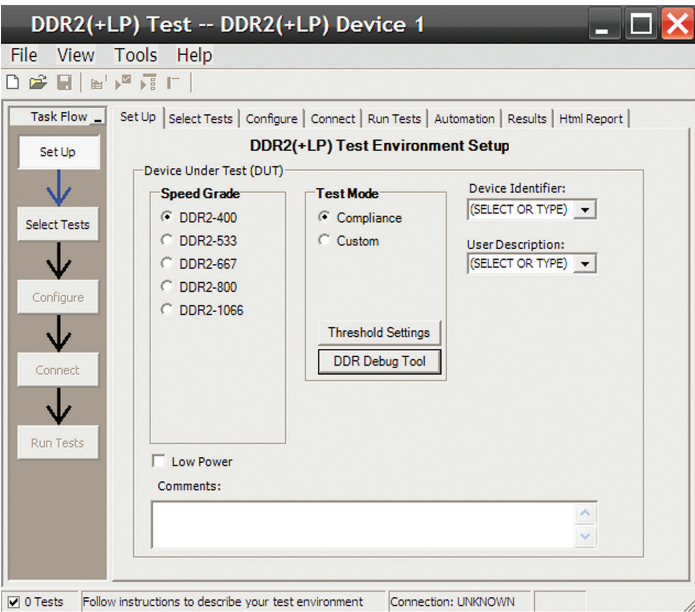 DDR2(+LP) Test -- DDR2(+LP) Device 1
File View Tools Help
Task Flow
Set Up
Select Tests
Configure
Connect
Run Tests
Set Up Select Tests Configure Connect Run Tests Automation Results Html Report
DDR2(+LP) Test Environment Setup
Device Under Test (DUT)
Speed Grade
DDR2-400
DDR2-533
DDR2-667
DDR2-800
DDR2-1066
Test Mode
Compliance
Custom
Threshold Settings
DDR Debug Tool
Device Identifier:
(SELECT OR TYPE)
User Description:
(SELECT OR TYPE)
Low Power
Comments:
0 Tests Follow instructions to describe your test environment Connection: UNKNOWN